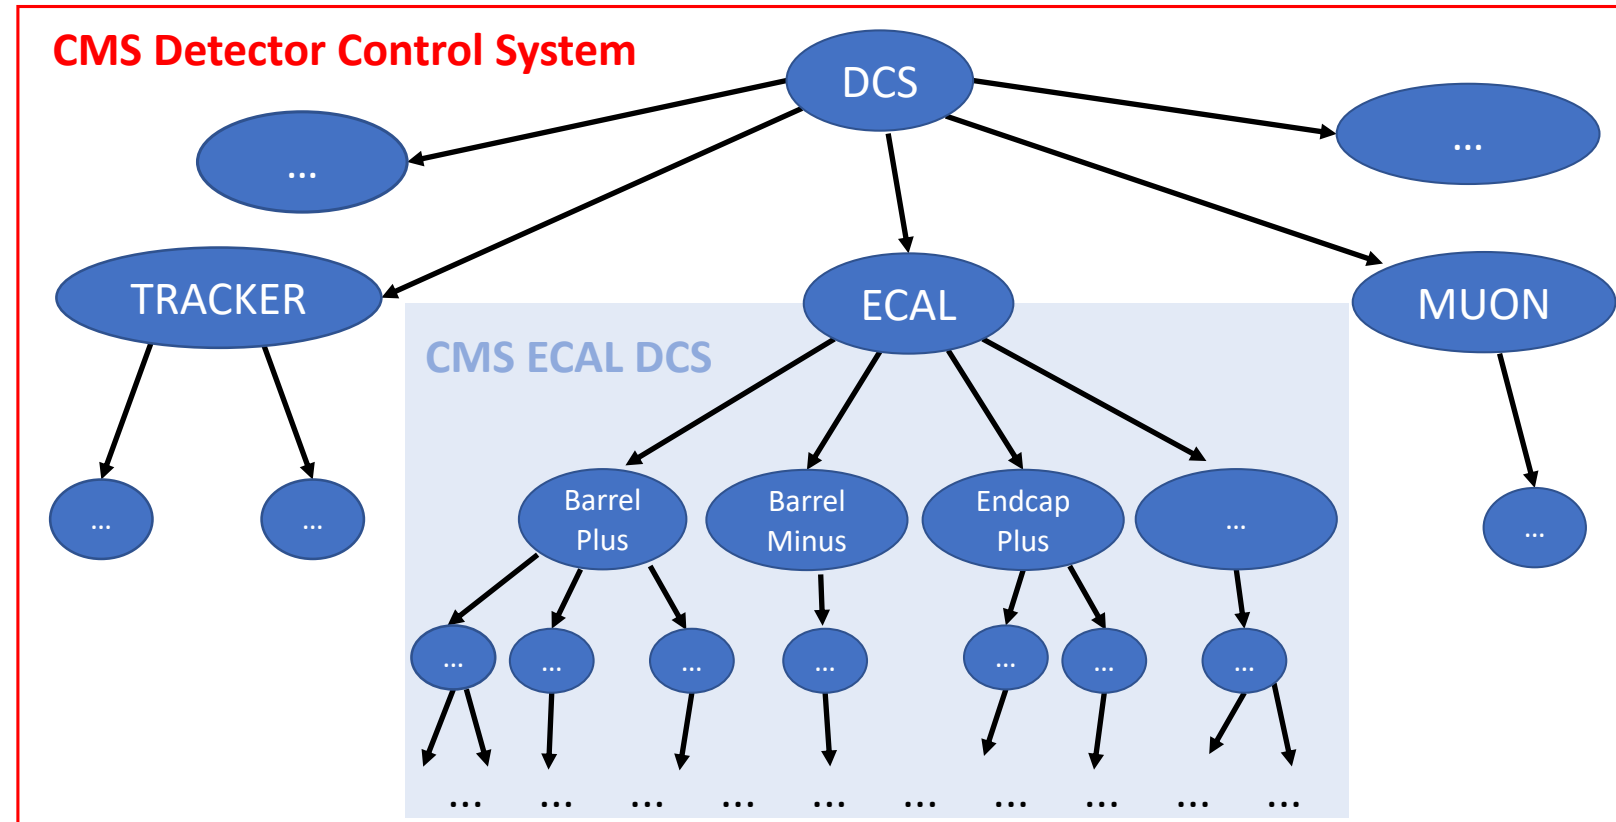 CMS Detector Control System
DCS
...
...
TRACKER
ECAL
MUON
CMS ECAL DCS
Barrel
Plus
Barrel
Minus
Endcap
Plus
...
...
...
...
...
...
...
...
...
...
...
... ... ... ... ... ... ... ... ... ...